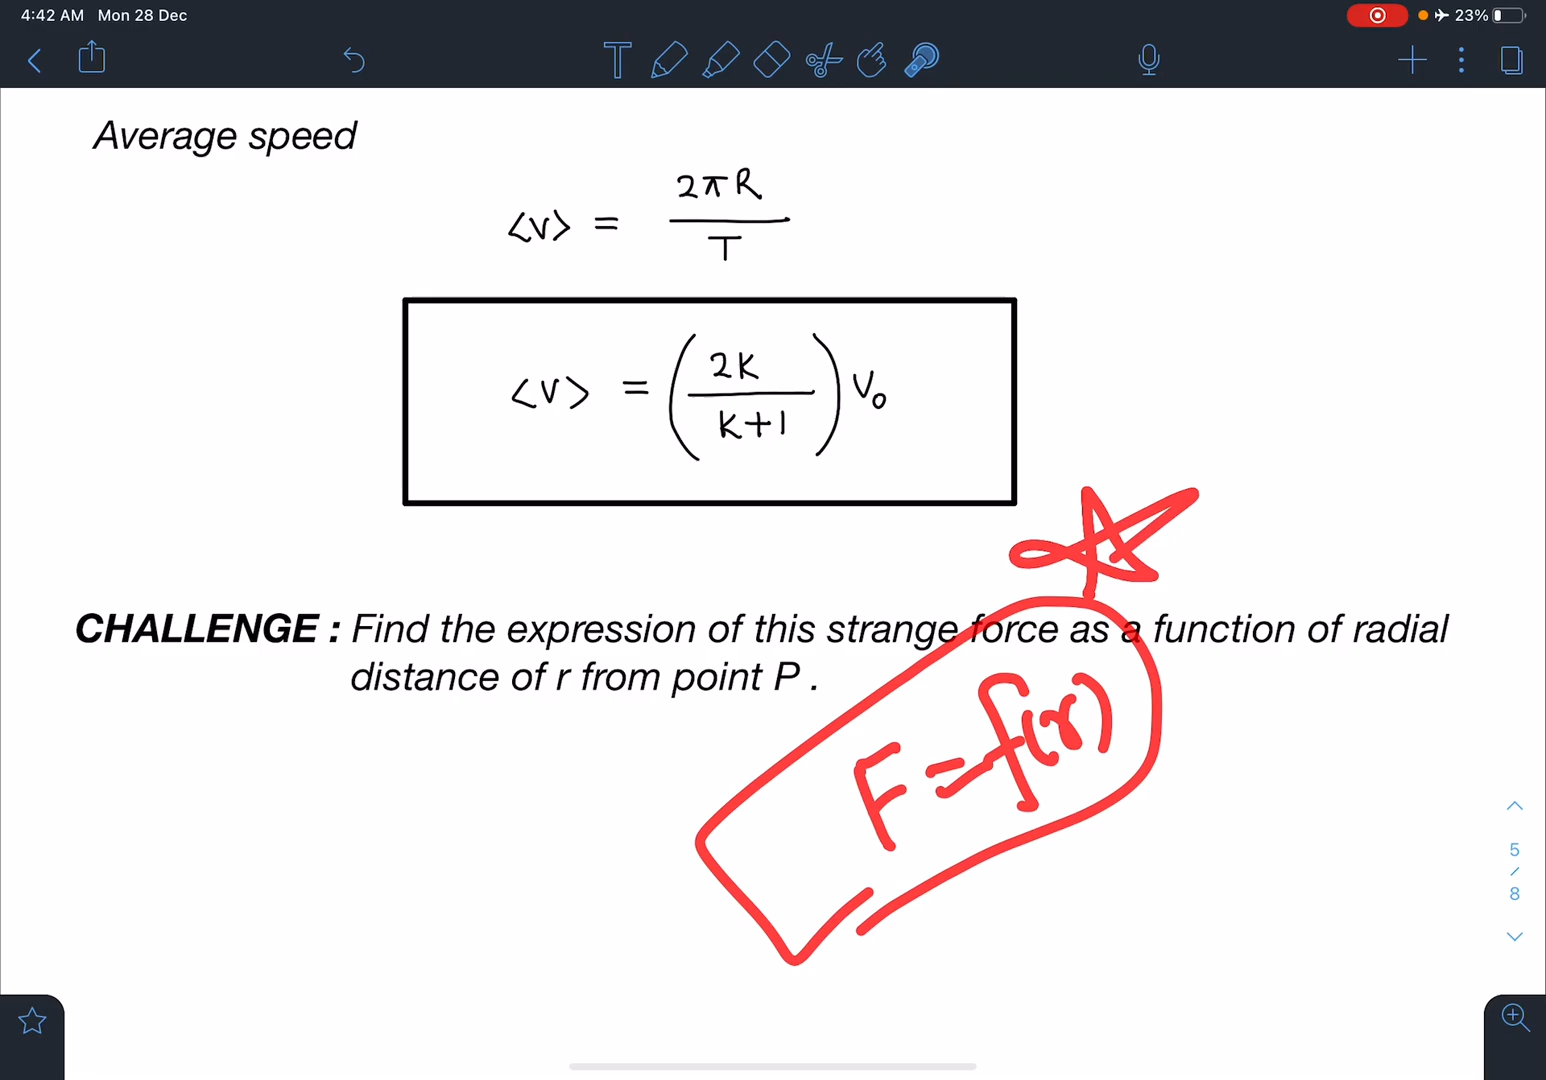 4:42 AM Mon 28 Dec
23%
Average speed
<v> = 2πR / T
<v> = (2K / K+1) v₀
CHALLENGE : Find the expression of this strange force as a function of radial
distance of r from point P .
F = f(r)
5
/
8